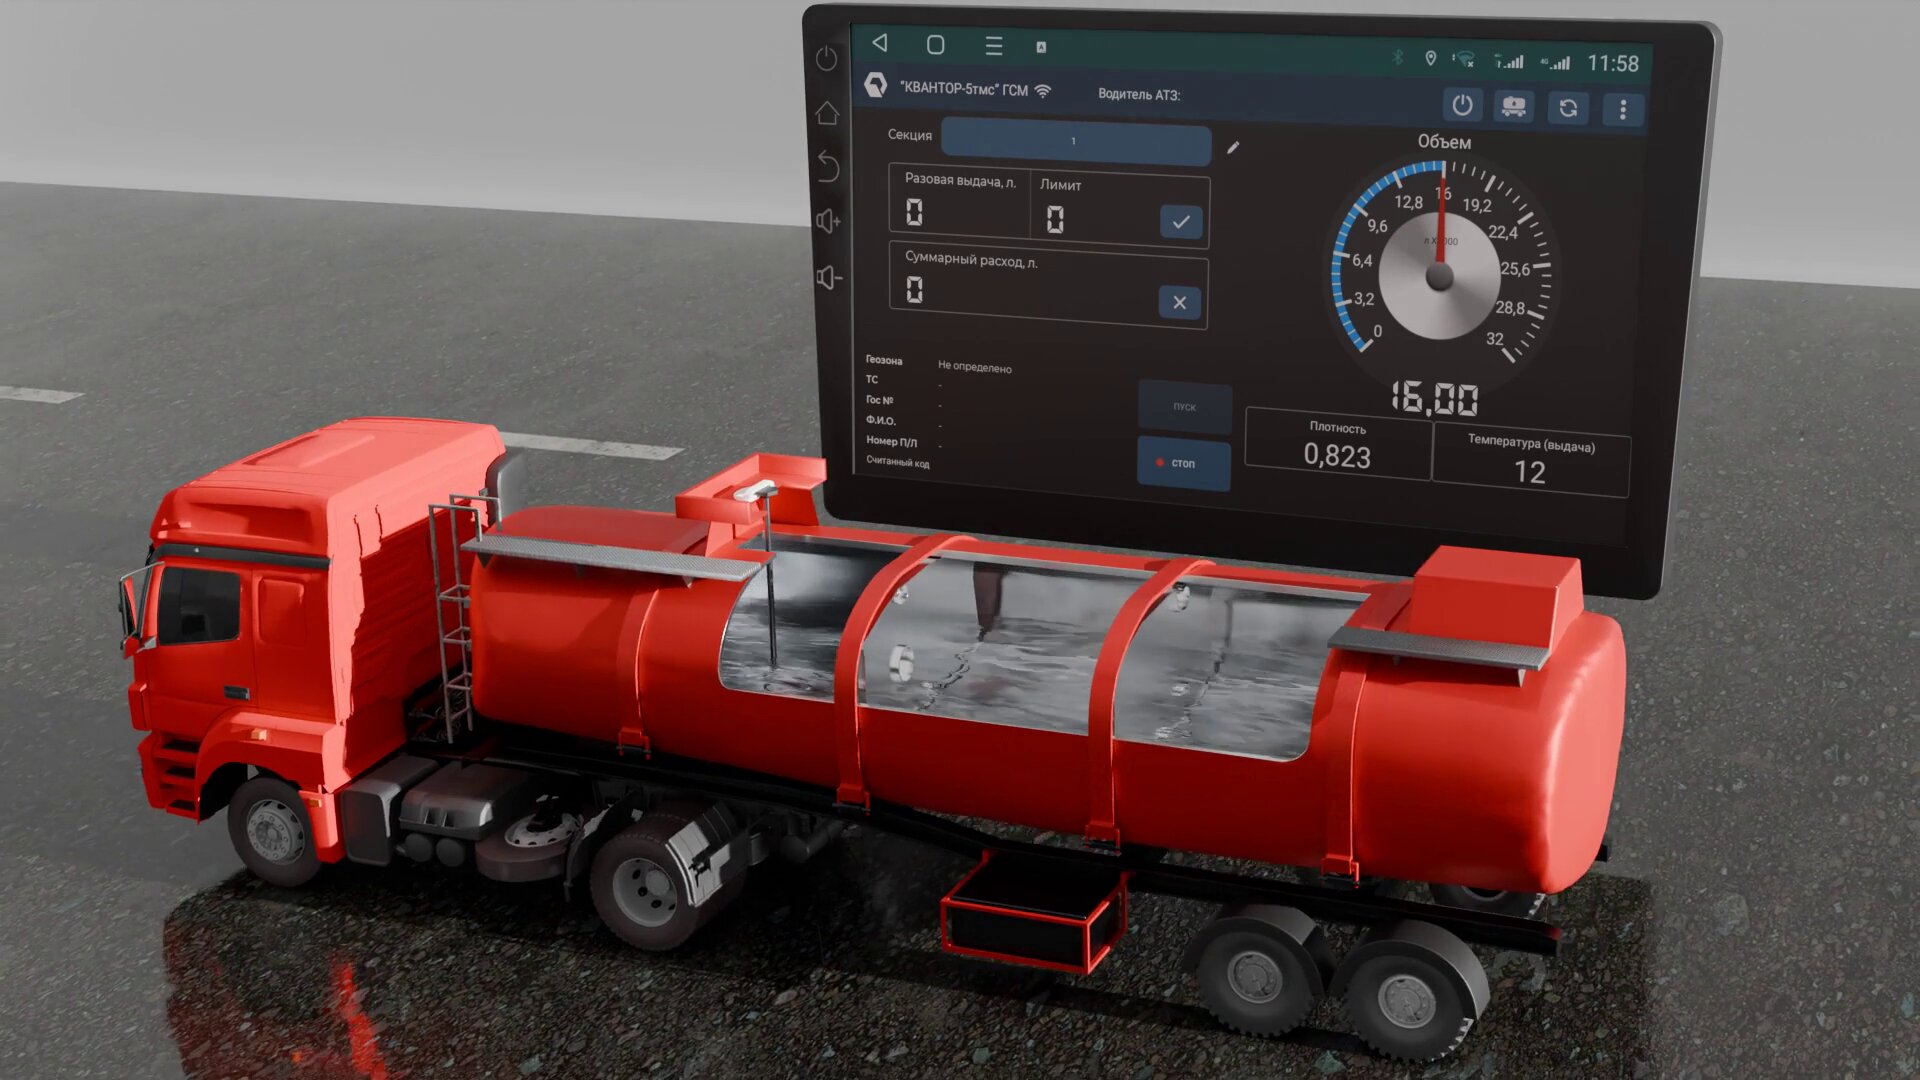 11:58
"КВАНТОР-5тмс" ГСМ
Водитель АТЗ:
Секция
1
Разовая выдача, л.
0
Лимит
0
Суммарный расход, л.
0
Геозона
Не определено
ТС
-
Гос №
-
Ф.И.О.
-
Номер П/Л
-
Считанный код
ПУСК
СТОП
Объем
0
3,2
6,4
9,6
12,8
16
19,2
22,4
25,6
28,8
32
16,00
Плотность
0,823
Температура (выдача)
12